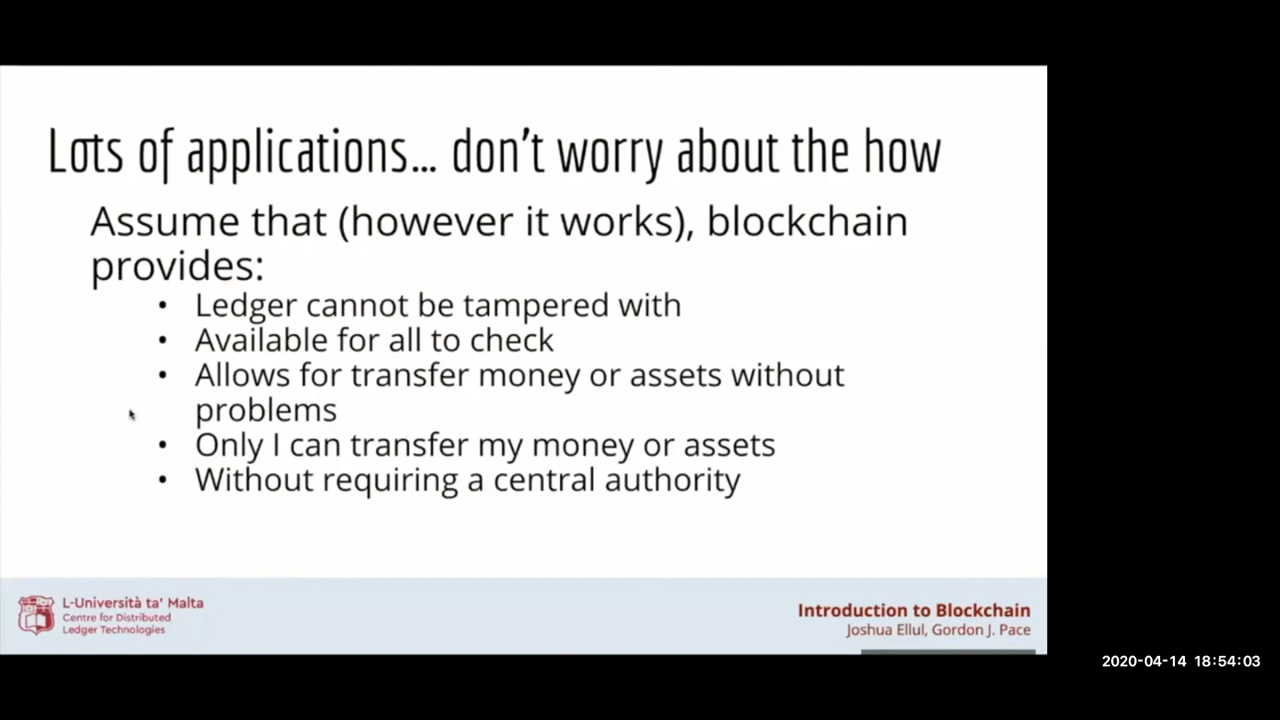 Lots of applications... don't worry about the how
Assume that (however it works), blockchain
provides:
• Ledger cannot be tampered with
• Available for all to check
• Allows for transfer money or assets without
problems
• Only I can transfer my money or assets
• Without requiring a central authority
L-Università ta' Malta
Centre for Distributed
Ledger Technologies
Introduction to Blockchain
Joshua Ellul, Gordon J. Pace
2020-04-14 18:54:03